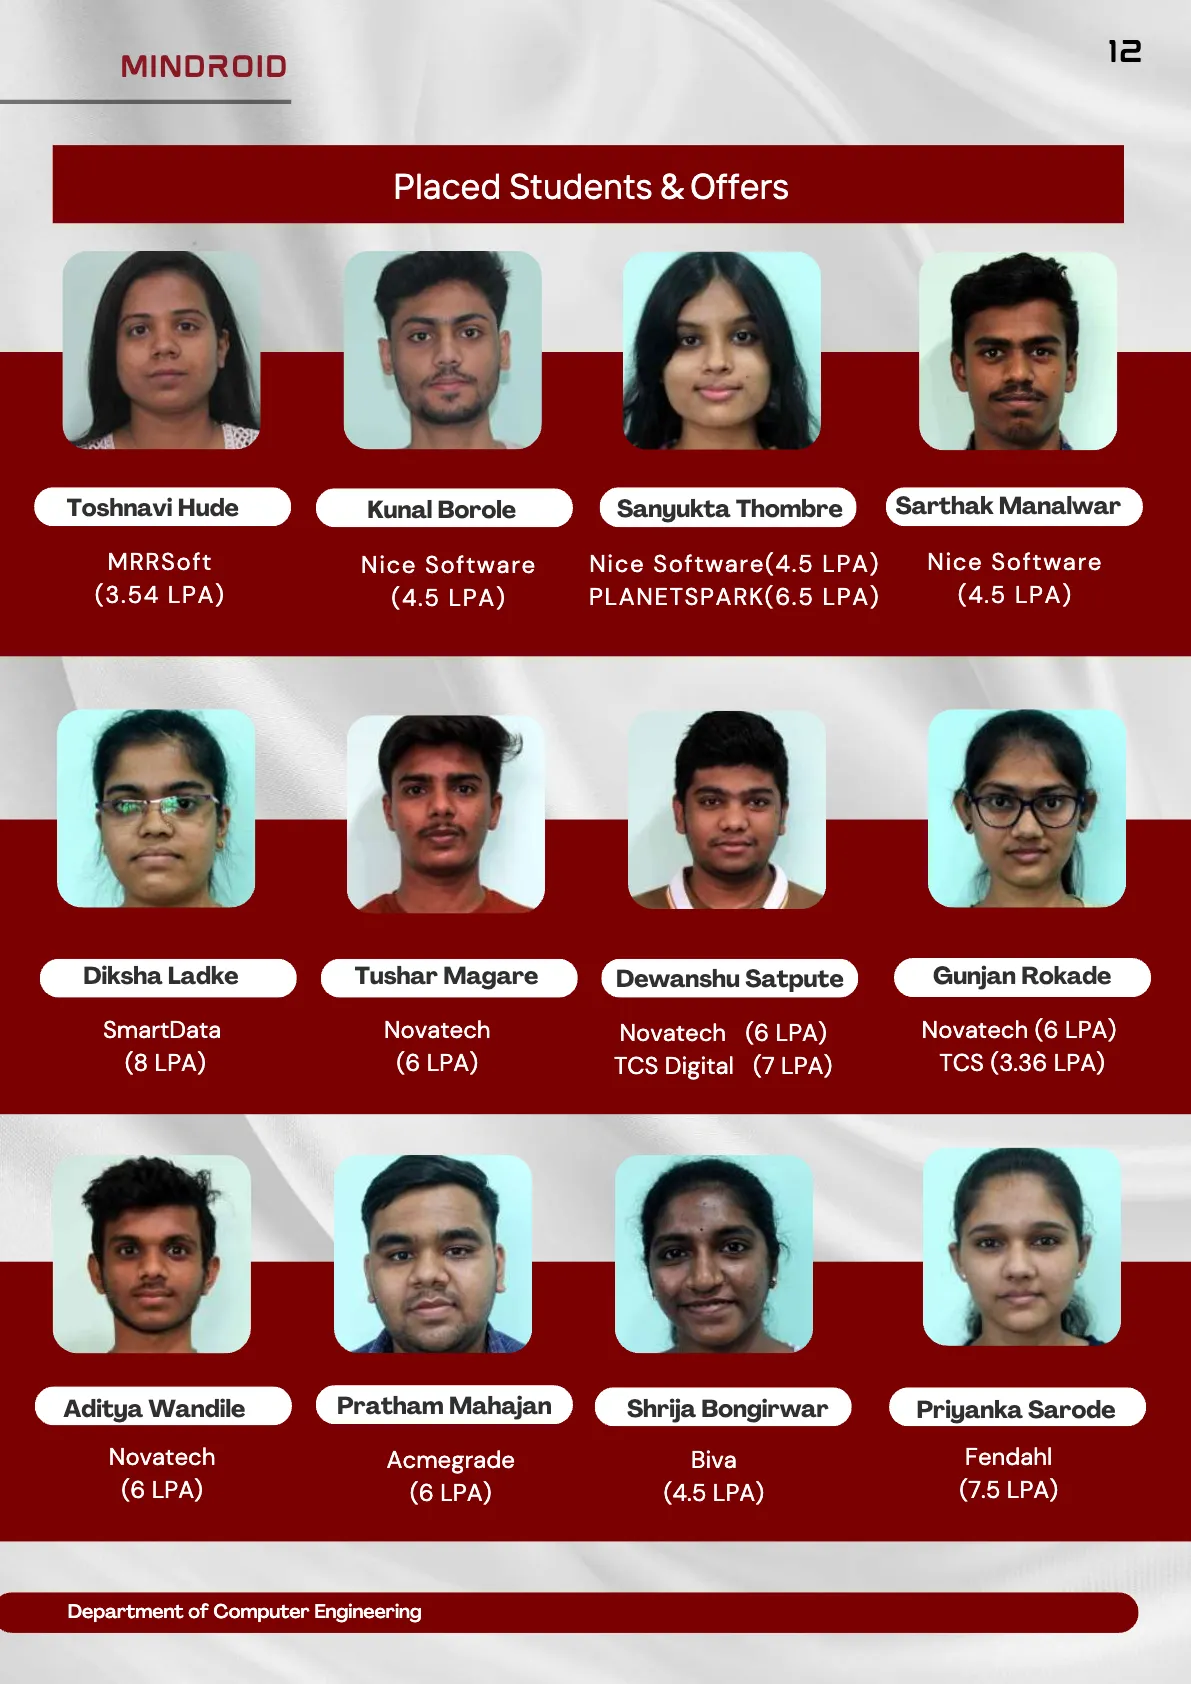 MINDROID
12
Placed Students & Offers
Toshnavi Hude
MRRSoft
(3.54 LPA)
Kunal Borole
Nice Software
(4.5 LPA)
Sanyukta Thombre
Nice Software(4.5 LPA)
PLANETSPARK(6.5 LPA)
Sarthak Manalwar
Nice Software
(4.5 LPA)
Diksha Ladke
SmartData
(8 LPA)
Tushar Magare
Novatech
(6 LPA)
Dewanshu Satpute
Novatech (6 LPA)
TCS Digital (7 LPA)
Gunjan Rokade
Novatech (6 LPA)
TCS (3.36 LPA)
Aditya Wandile
Novatech
(6 LPA)
Pratham Mahajan
Acmegrade
(6 LPA)
Shrija Bongirwar
Biva
(4.5 LPA)
Priyanka Sarode
Fendahl
(7.5 LPA)
Department of Computer Engineering